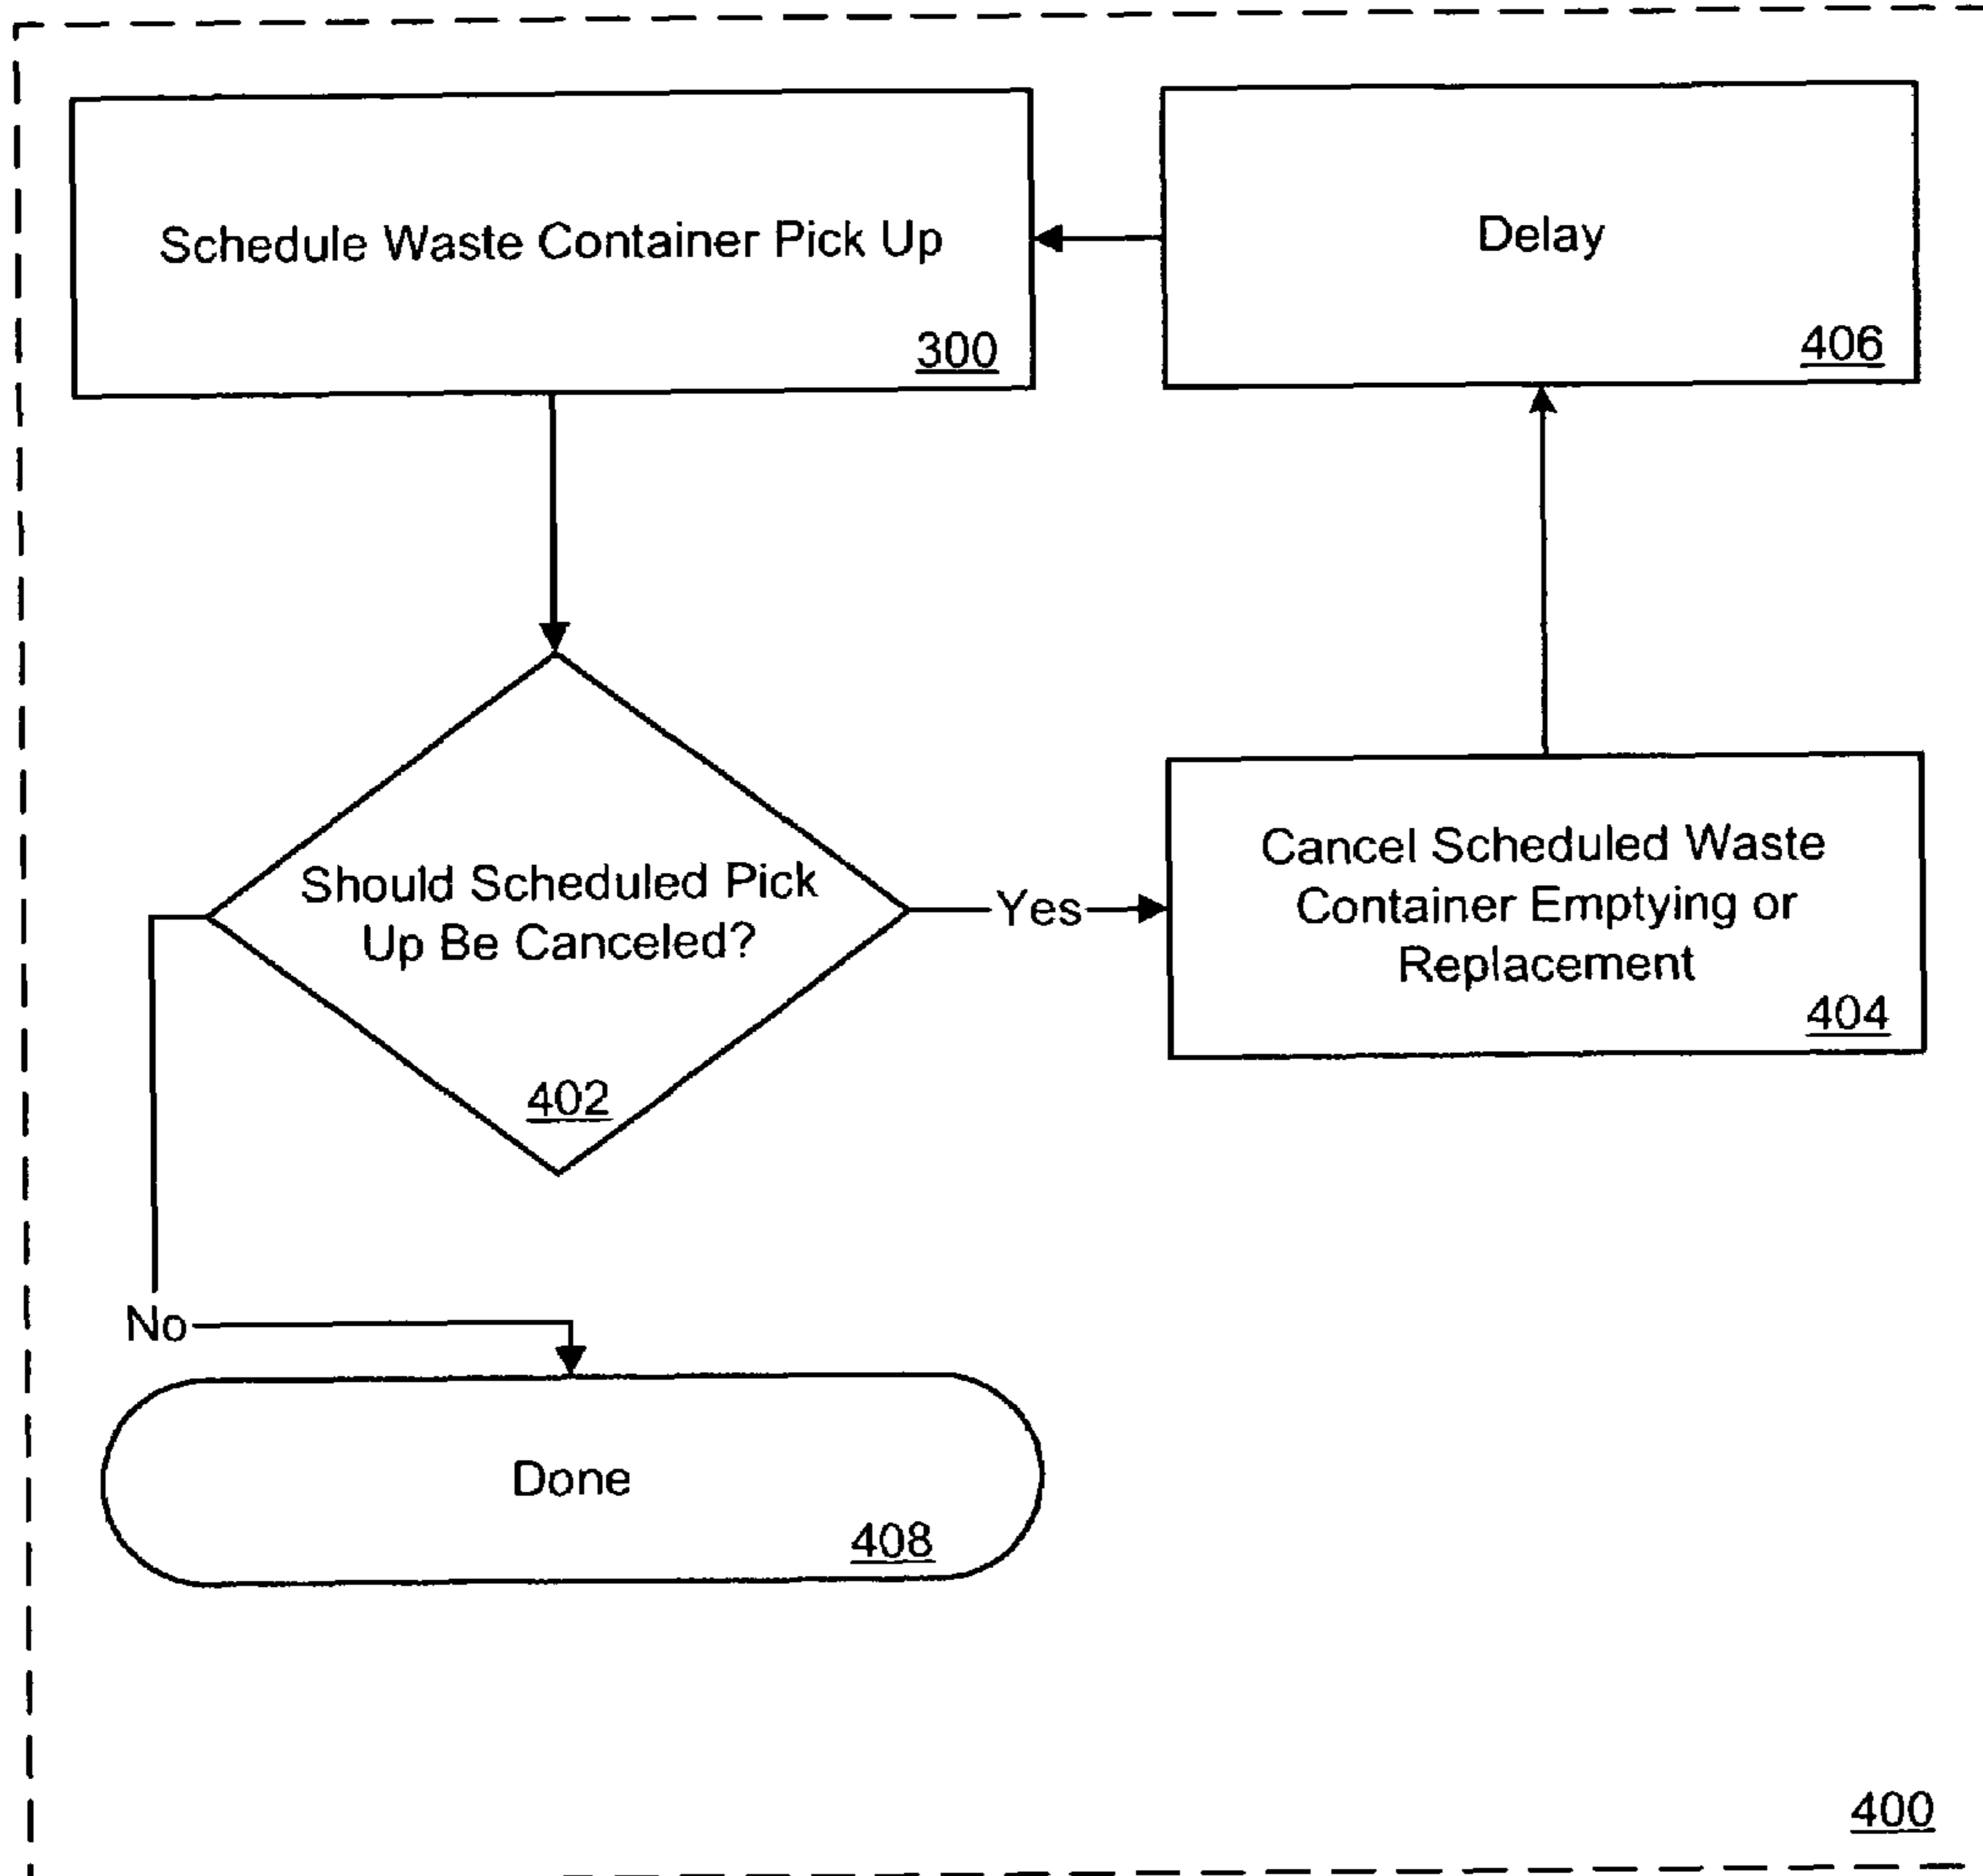 Schedule Waste Container Pick Up
300
Delay
406
Should Scheduled Pick
Up Be Canceled?
402
Yes
Cancel Scheduled Waste
Container Emptying or
Replacement
404
No
Done
408
400